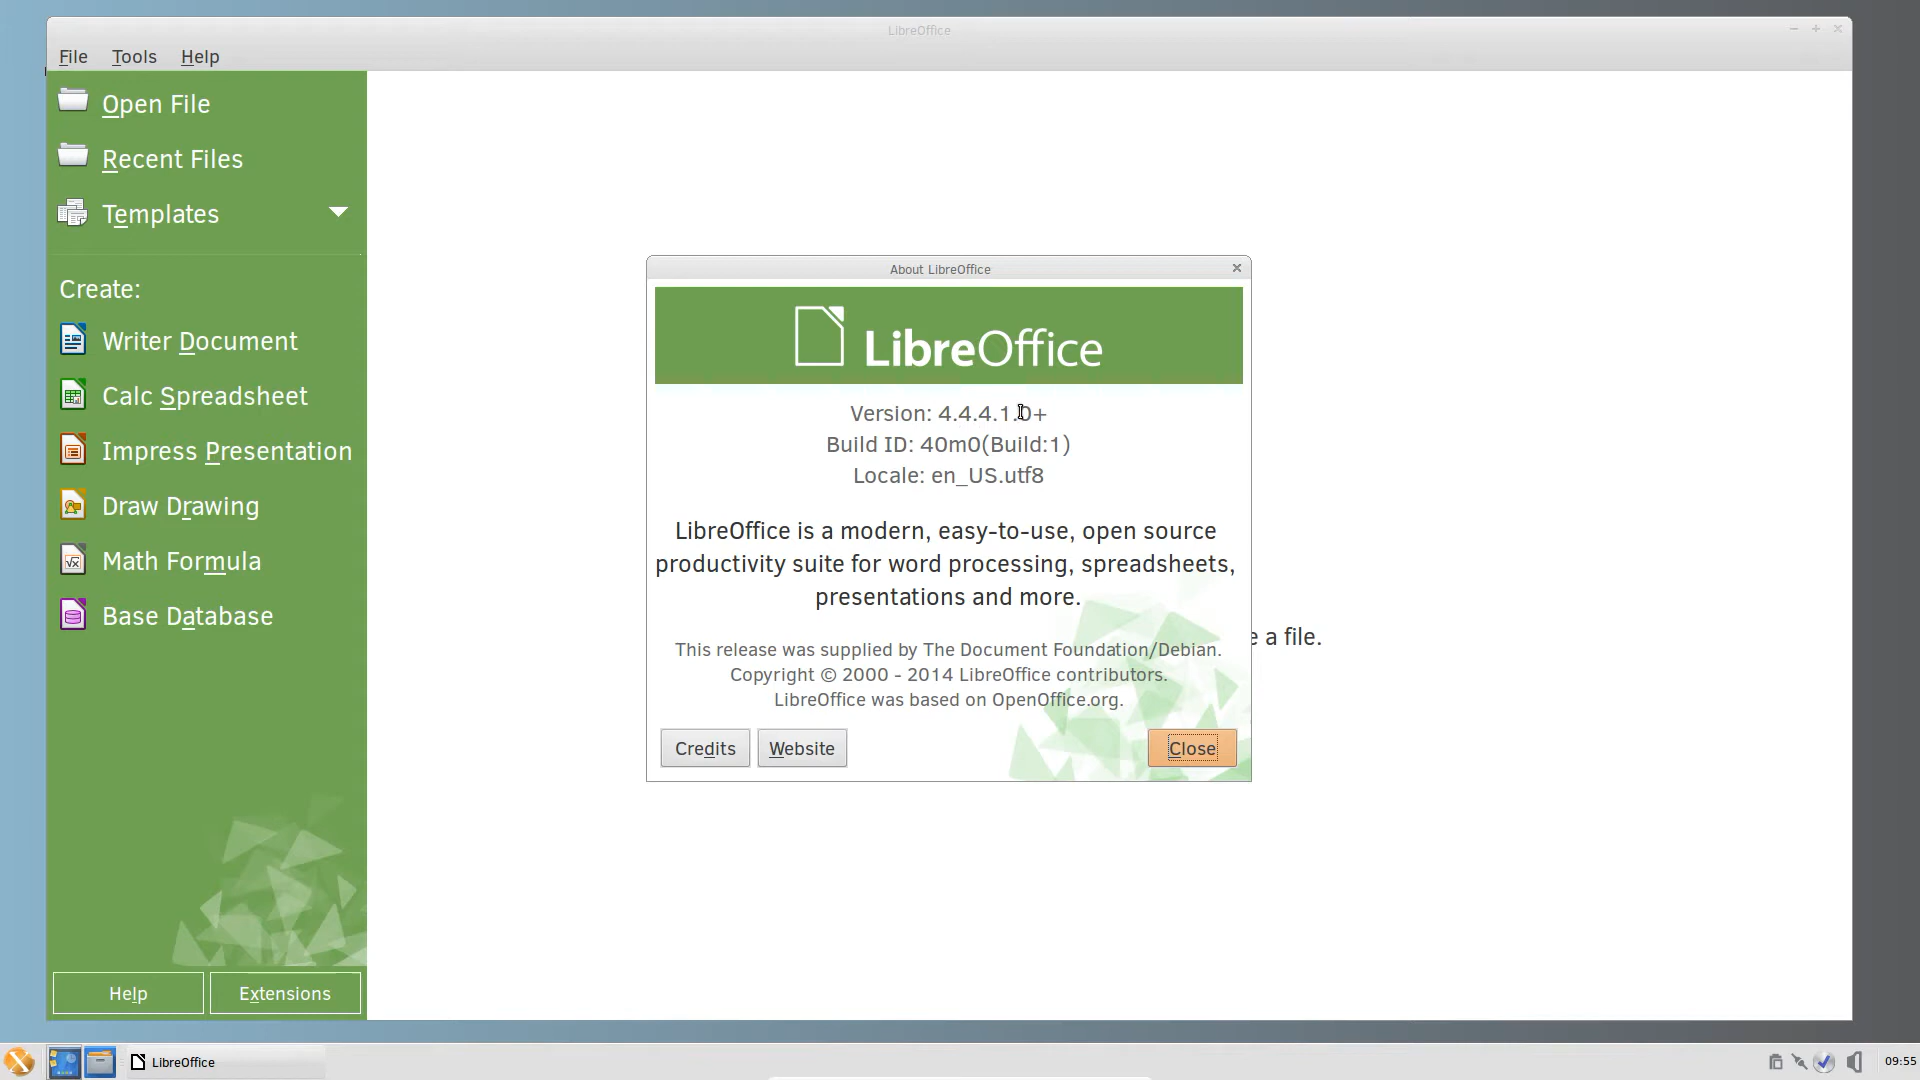 LibreOffice
File Tools Help
Open File
Recent Files
Templates
Create:
Writer Document
Calc Spreadsheet
Impress Presentation
Draw Drawing
Math Formula
Base Database
Help Extensions
About LibreOffice
LibreOffice
Version: 4.4.4.1.0+
Build ID: 40m0(Build:1)
Locale: en_US.utf8
LibreOffice is a modern, easy-to-use, open source
productivity suite for word processing, spreadsheets,
presentations and more.
This release was supplied by The Document Foundation/Debian.
Copyright © 2000 - 2014 LibreOffice contributors.
LibreOffice was based on OpenOffice.org.
Credits Website Close
e a file.
LibreOffice
09:55